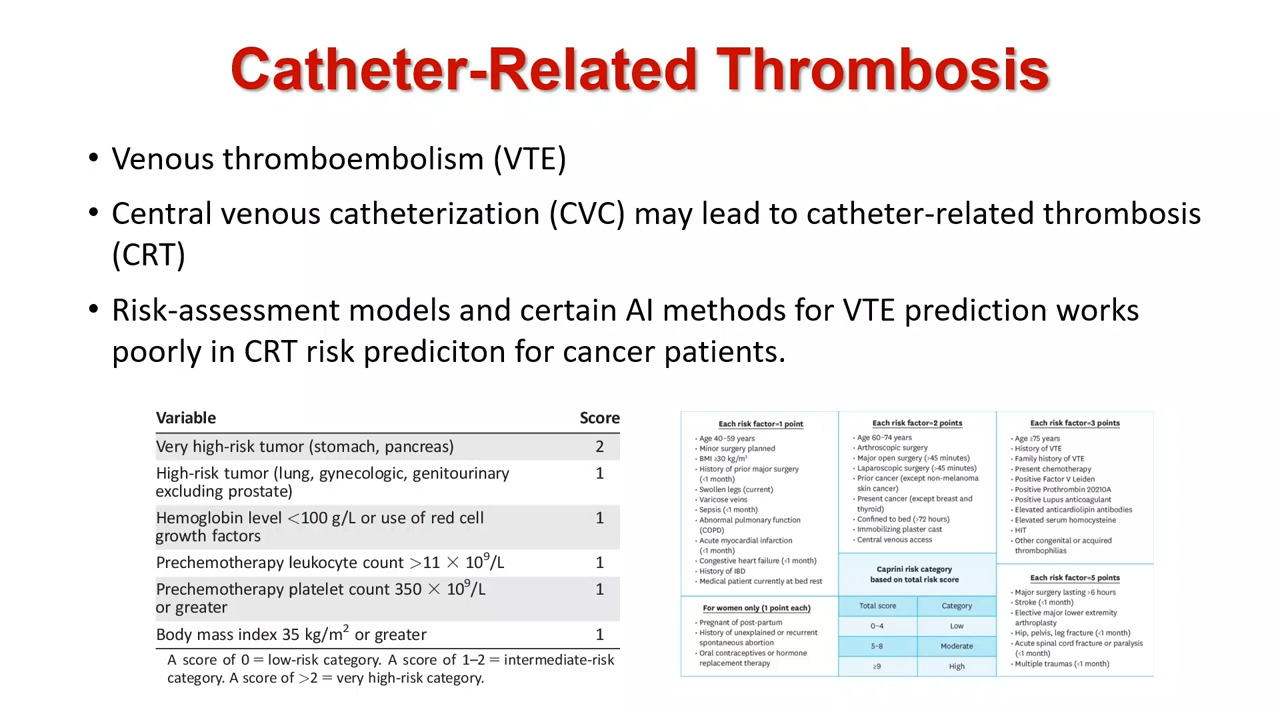 Catheter-Related Thrombosis
• Venous thromboembolism (VTE)
• Central venous catheterization (CVC) may lead to catheter-related thrombosis
(CRT)
• Risk-assessment models and certain AI methods for VTE prediction works
poorly in CRT risk prediciton for cancer patients.
Variable Score
Very high-risk tumor (stomach, pancreas) 2
High-risk tumor (lung, gynecologic, genitourinary 1
excluding prostate)
Hemoglobin level <100 g/L or use of red cell 1
growth factors
Prechemotherapy leukocyte count >11 × 10⁹/L 1
Prechemotherapy platelet count 350 × 10⁹/L 1
or greater
Body mass index 35 kg/m² or greater 1
A score of 0 = low-risk category. A score of 1–2 = intermediate-risk
category. A score of >2 = very high-risk category.
Each risk factor=1 point
• Age 40–59 years
• Minor surgery planned
• BMI ≥30 kg/m²
• History of prior major surgery
(<1 month)
• Swollen legs (current)
• Varicose veins
• Sepsis (<1 month)
• Abnormal pulmonary function
(COPD)
• Acute myocardial infarction
(<1 month)
• Congestive heart failure (<1 month)
• History of IBD
• Medical patient currently at bed rest
For women only (1 point each)
• Pregnant of post-partum
• History of unexplained or recurrent
spontaneous abortion
• Oral contraceptives or hormone
replacement therapy
Each risk factor=2 points
• Age 60–74 years
• Arthroscopic surgery
• Major open surgery (>45 minutes)
• Laparoscopic surgery (>45 minutes)
• Prior cancer (except non-melanoma
skin cancer)
• Present cancer (except breast and
thyroid)
• Confined to bed (>72 hours)
• Immobilizing plaster cast
• Central venous access
Caprini risk category
based on total risk score
Total score Category
0–4 Low
5–8 Moderate
≥9 High
Each risk factor=3 points
• Age ≥75 years
• History of VTE
• Family history of VTE
• Present chemotherapy
• Positive Factor V Leiden
• Positive Prothrombin 20210A
• Positive Lupus anticoagulant
• Elevated anticardiolipin antibodies
• Elevated serum homocysteine
• HIT
• Other congenital or acquired
thrombophilias
Each risk factor=5 points
• Major surgery lasting >6 hours
• Stroke (<1 month)
• Elective major lower extremity
arthroplasty
• Hip, pelvis, leg fracture (<1 month)
• Acute spinal cord fracture or paralysis
(<1 month)
• Multiple traumas (<1 month)